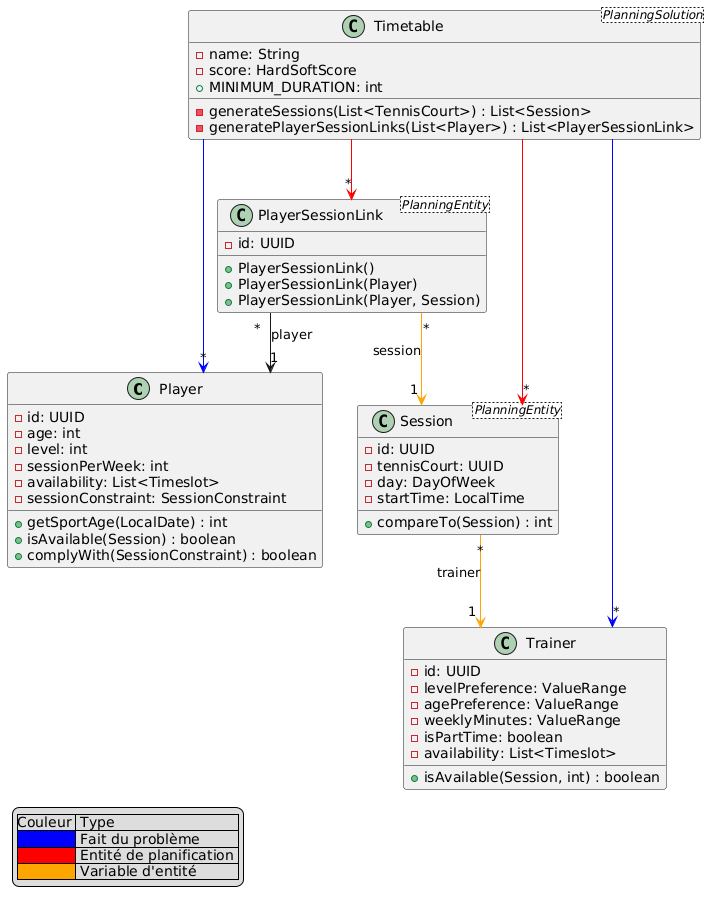 C Timetable
PlanningSolution
name: String
score: HardSoftScore
MINIMUM_DURATION: int
generateSessions(List<TennisCourt>) : List<Session>
generatePlayerSessionLinks(List<Player>) : List<PlayerSessionLink>
*
C PlayerSessionLink
PlanningEntity
id: UUID
PlayerSessionLink()
PlayerSessionLink(Player)
PlayerSessionLink(Player, Session)
* player 1
* session 1
*
*
C Player
id: UUID
age: int
level: int
sessionPerWeek: int
availability: List<Timeslot>
sessionConstraint: SessionConstraint
getSportAge(LocalDate) : int
isAvailable(Session) : boolean
complyWith(SessionConstraint) : boolean
C Session
PlanningEntity
id: UUID
tennisCourt: UUID
day: DayOfWeek
startTime: LocalTime
compareTo(Session) : int
* trainer 1
*
C Trainer
id: UUID
levelPreference: ValueRange
agePreference: ValueRange
weeklyMinutes: ValueRange
isPartTime: boolean
availability: List<Timeslot>
isAvailable(Session, int) : boolean
Couleur Type
Fait du problème
Entité de planification
Variable d'entité